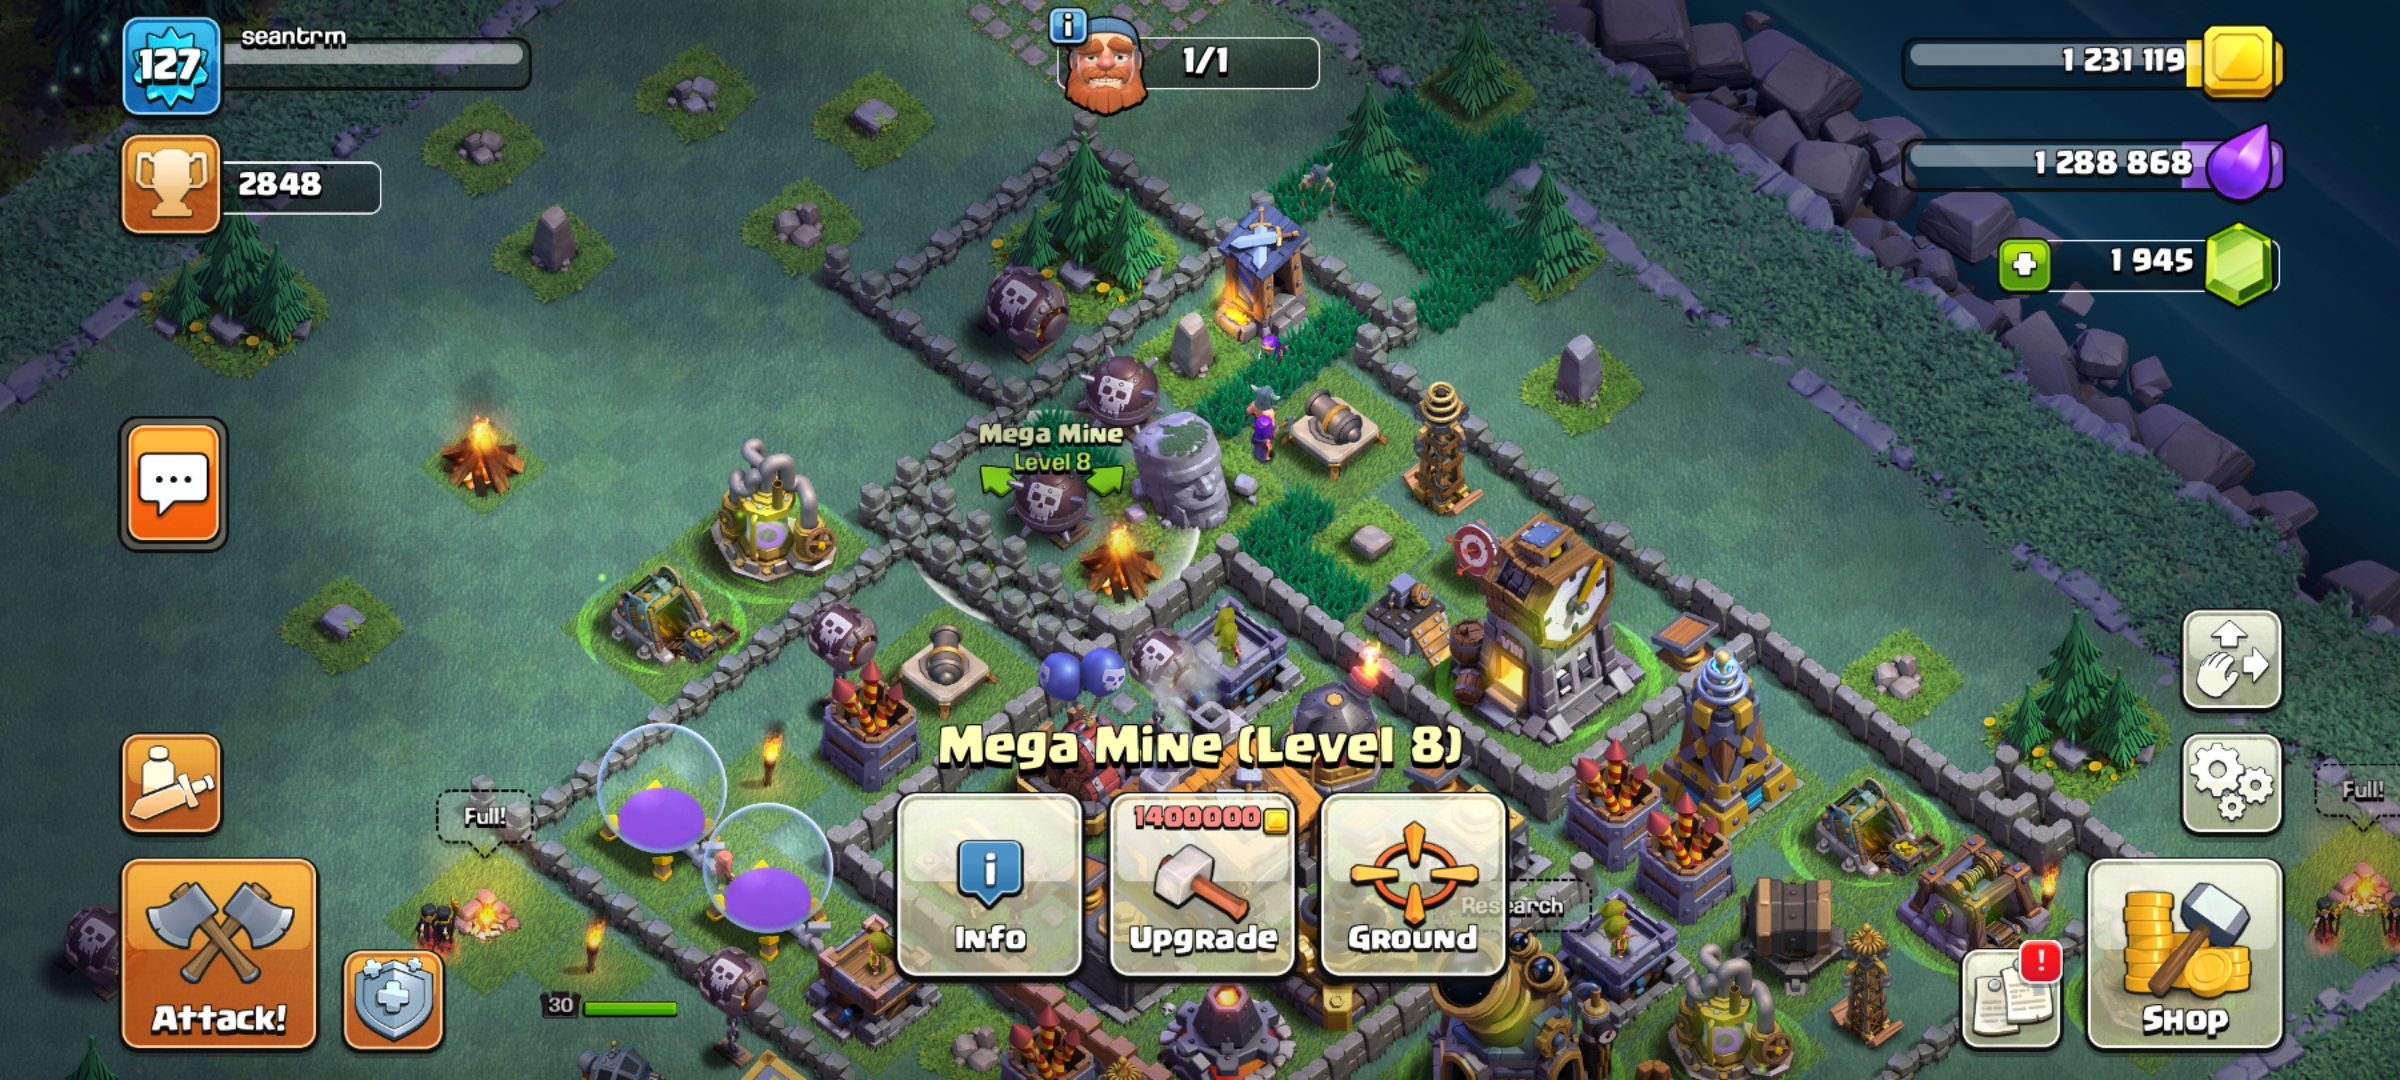 127
seantrm
1/1
1 231 119
2848
1 288 868
1 945
Mega Mine
Level 8
Mega Mine (Level 8)
Full!
Full!
1400000
Info
Upgrade
Ground
Research
Attack!
30
!
Shop